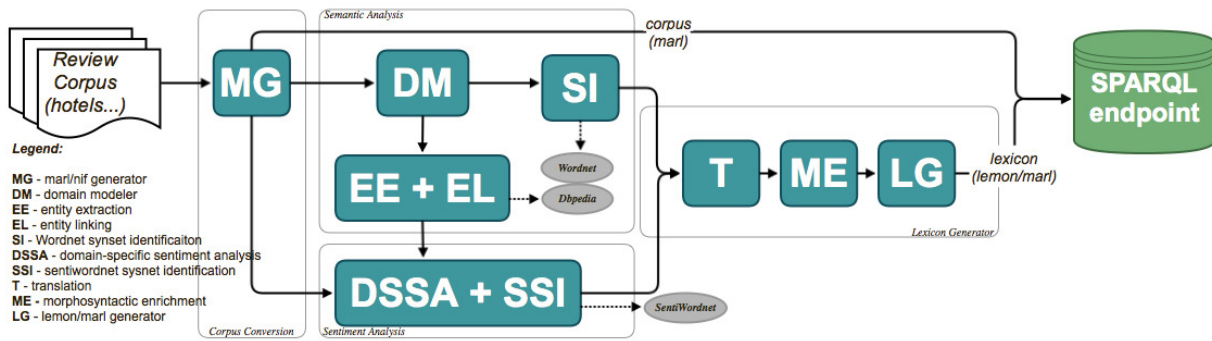 Review
Corpus
(hotels...)
Semantic Analysis
corpus
(marl)
MG
DM
SI
SPARQL
endpoint
Wordnet
EE + EL
Dbpedia
T
ME
LG
lexicon
(lemon/marl)
Lexicon Generator
DSSA + SSI
SentiWordnet
Corpus Conversion
Sentiment Analysis
Legend:
MG - marl/nif generator
DM - domain modeler
EE - entity extraction
EL - entity linking
SI - Wordnet synset identificaiton
DSSA - domain-specific sentiment analysis
SSI - sentiwordnet sysnet identification
T - translation
ME - morphosyntactic enrichment
LG - lemon/marl generator